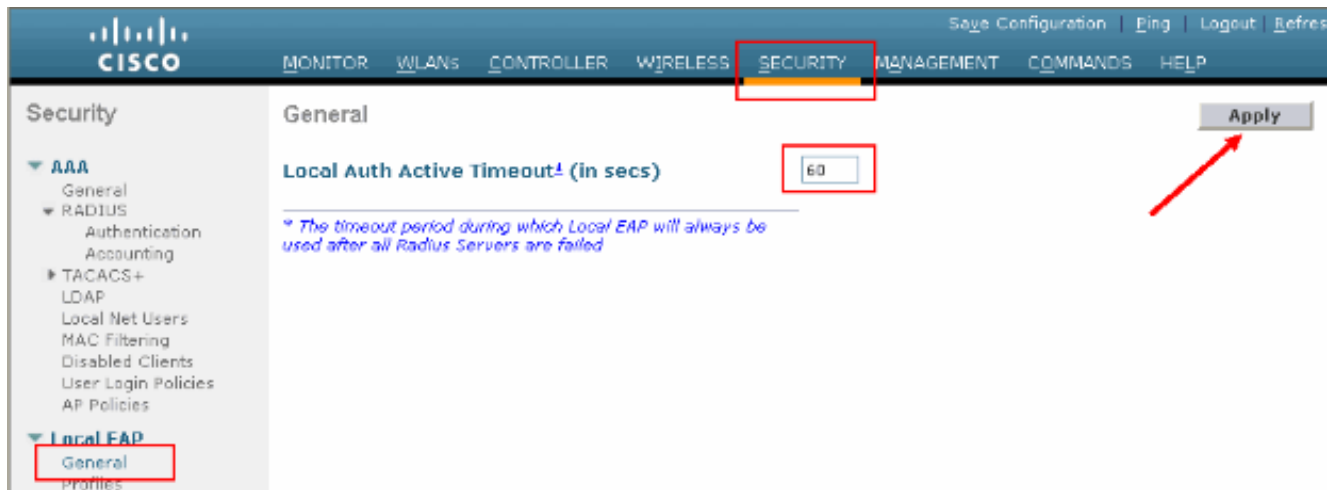 Save Configuration | Ping | Logout | Refres
CISCO
MONITOR WLANs CONTROLLER WIRELESS SECURITY MANAGEMENT COMMANDS HELP
Security
AAA
General
RADIUS
Authentication
Accounting
TACACS+
LDAP
Local Net Users
MAC Filtering
Disabled Clients
User Login Policies
AP Policies
Local EAP
General
Profiles
General
Apply
Local Auth Active Timeout1 (in secs) 60
* The timeout period during which Local EAP will always be
used after all Radius Servers are failed